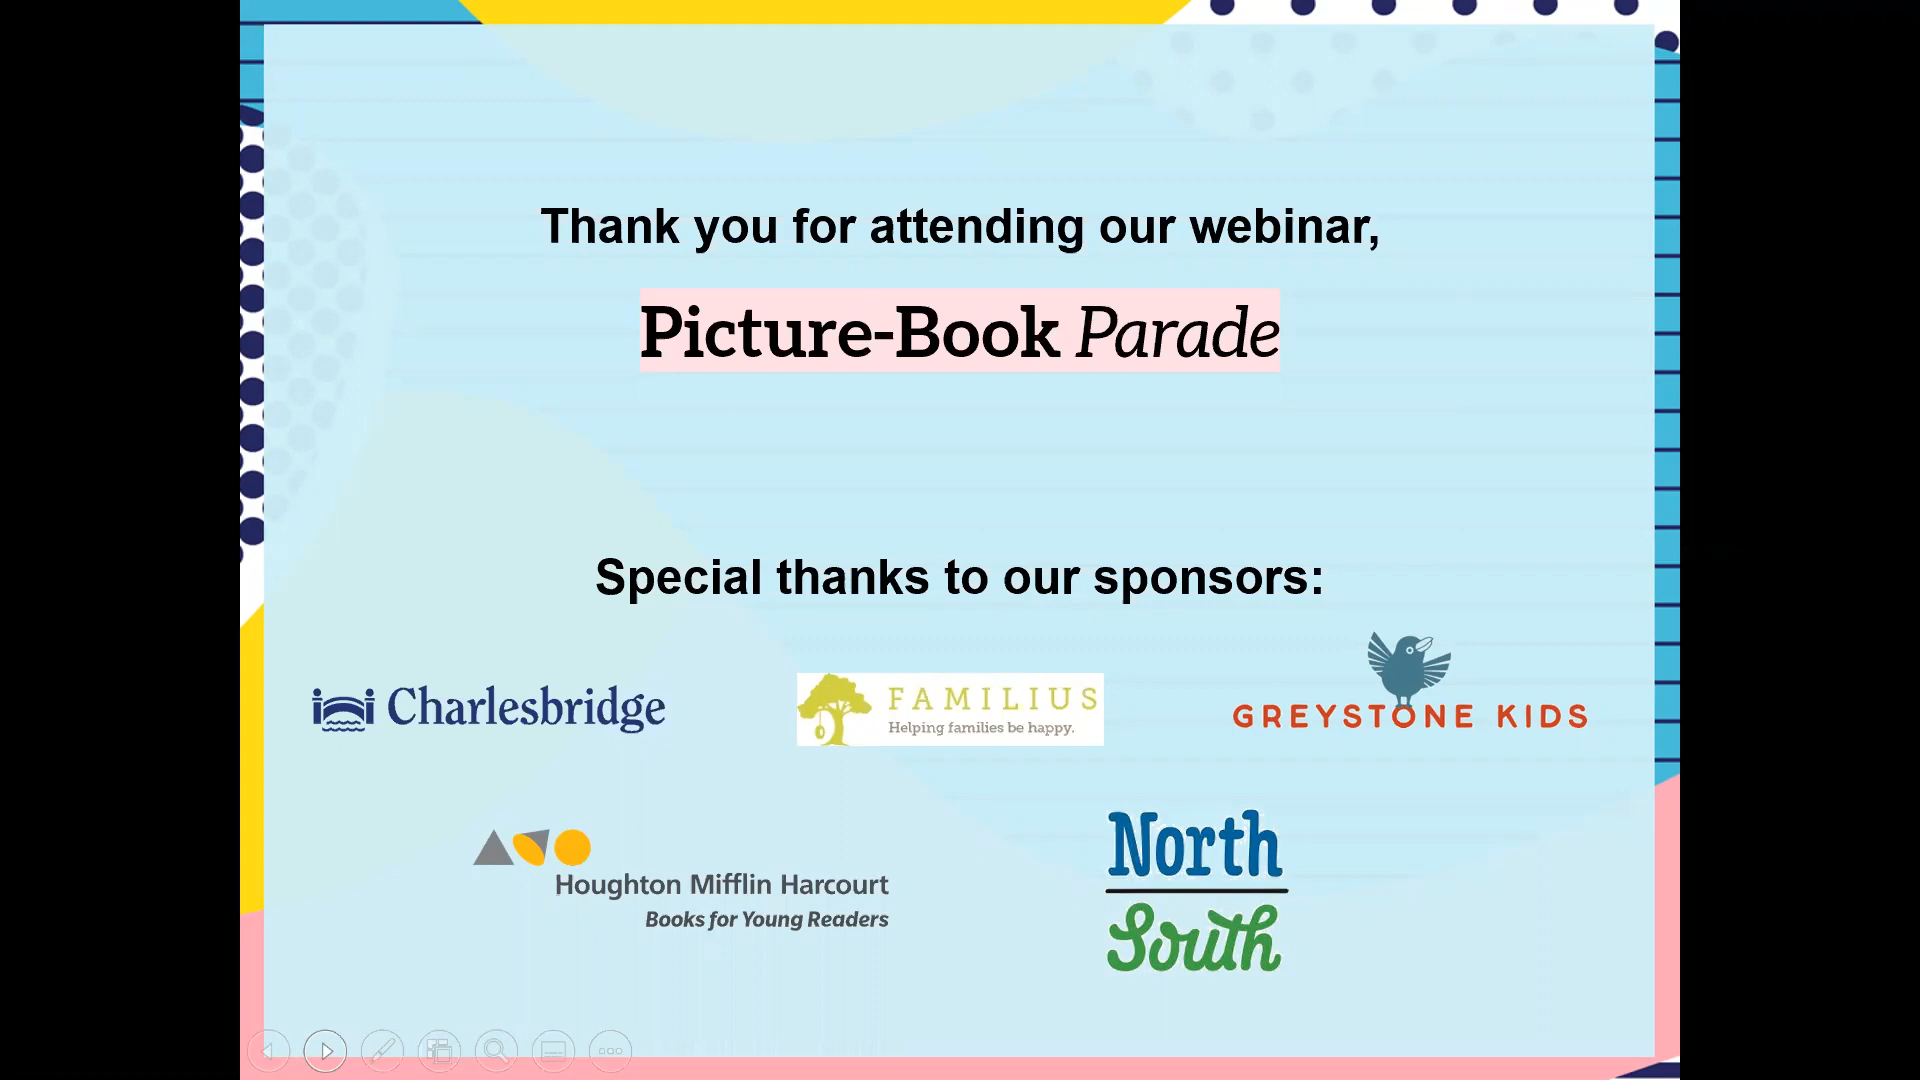 Thank you for attending our webinar,
Picture-Book Parade
Special thanks to our sponsors:
Charlesbridge
FAMILIUS
Helping families be happy.
GREYSTONE KIDS
Houghton Mifflin Harcourt
Books for Young Readers
North
South